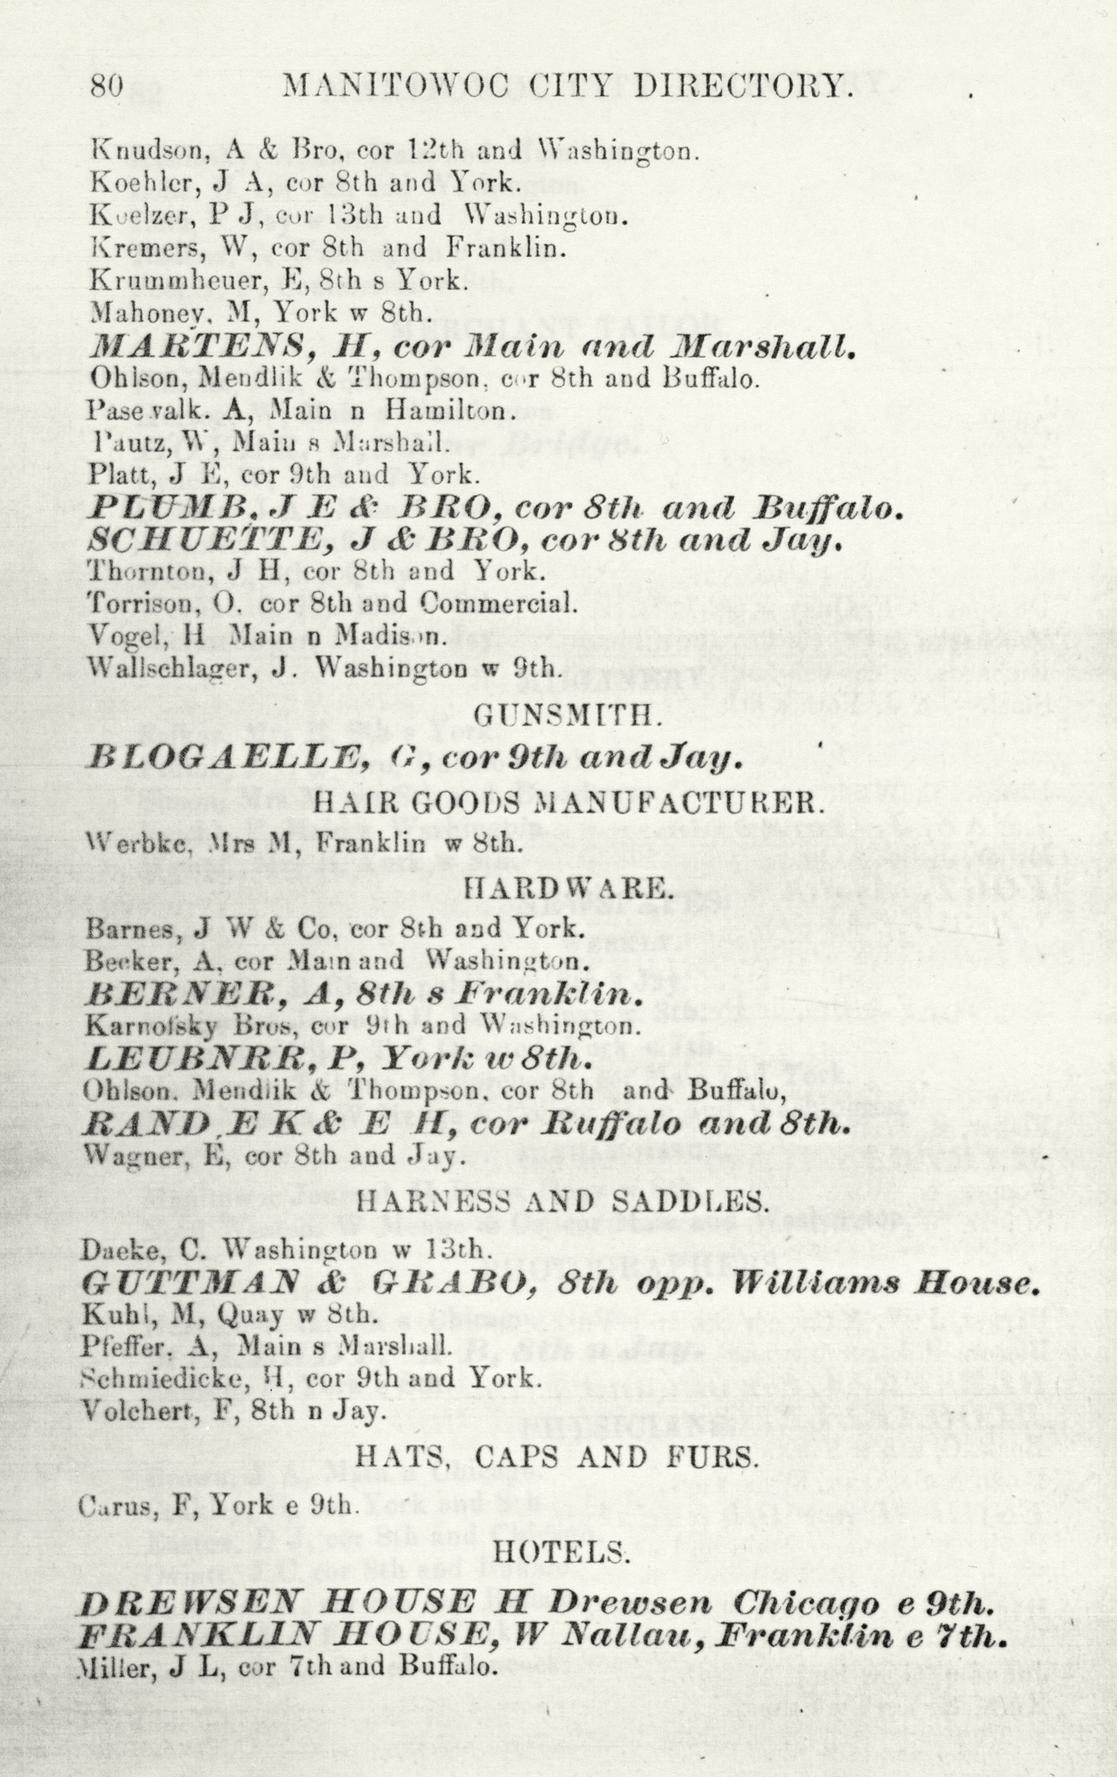 80 MANITOWOC CITY DIRECTORY.
Knudson, A & Bro, cor 12th and Washington.
Koehler, J A, cor 8th and York.
Koelzer, P J, cor 13th and Washington.
Kremers, W, cor 8th and Franklin.
Krummheuer, E, 8th s York.
Mahoney, M, York w 8th.
MARTENS, H, cor Main and Marshall.
Ohlson, Mendlik & Thompson, cor 8th and Buffalo.
Pasewalk. A, Main n Hamilton.
Pautz, W, Main s Marshall.
Platt, J E, cor 9th and York.
PLUMB, J E & BRO, cor 8th and Buffalo.
SCHUETTE, J & BRO, cor 8th and Jay.
Thornton, J H, cor 8th and York.
Torrison, O. cor 8th and Commercial.
Vogel, H Main n Madison.
Wallschlager, J. Washington w 9th.
GUNSMITH.
BLOGAELLE, G, cor 9th and Jay.
HAIR GOODS MANUFACTURER.
Werbke, Mrs M, Franklin w 8th.
HARDWARE.
Barnes, J W & Co, cor 8th and York.
Becker, A, cor Main and Washington.
BERNER, A, 8th s Franklin.
Karnofsky Bros, cor 9th and Washington.
LEUBNRR, P, York w 8th.
Ohlson. Mendlik & Thompson, cor 8th and Buffalo,
RAND, E K & E H, cor Ruffalo and 8th.
Wagner, E, cor 8th and Jay.
HARNESS AND SADDLES.
Daeke, C. Washington w 13th.
GUTTMAN & GRABO, 8th opp. Williams House.
Kuhl, M, Quay w 8th.
Pfeffer, A, Main s Marshall.
Schmiedicke, H, cor 9th and York.
Volchert, F, 8th n Jay.
HATS, CAPS AND FURS.
Carus, F, York e 9th.
HOTELS.
DREWSEN HOUSE H Drewsen Chicago e 9th.
FRANKLIN HOUSE, W Nallau, Franklin e 7th.
Miller, J L, cor 7th and Buffalo.